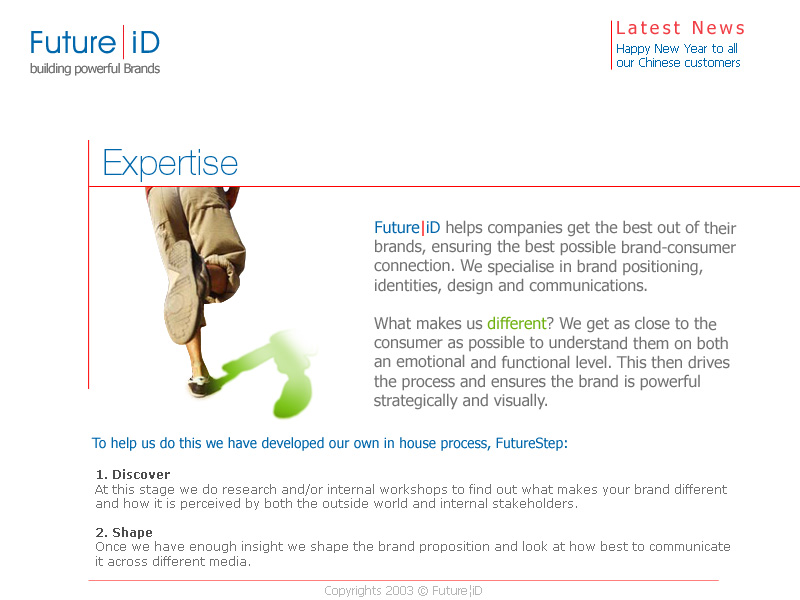 Future|iD
building powerful Brands
Latest News
Happy New Year to all
our Chinese customers
Expertise
Future|iD helps companies get the best out of their
brands, ensuring the best possible brand-consumer
connection. We specialise in brand positioning,
identities, design and communications.
What makes us different? We get as close to the
consumer as possible to understand them on both
an emotional and functional level. This then drives
the process and ensures the brand is powerful
strategically and visually.
To help us do this we have developed our own in house process, FutureStep:
1. Discover
At this stage we do research and/or internal workshops to find out what makes your brand different
and how it is perceived by both the outside world and internal stakeholders.
2. Shape
Once we have enough insight we shape the brand proposition and look at how best to communicate
it across different media.
Copyrights 2003 © Future¦iD